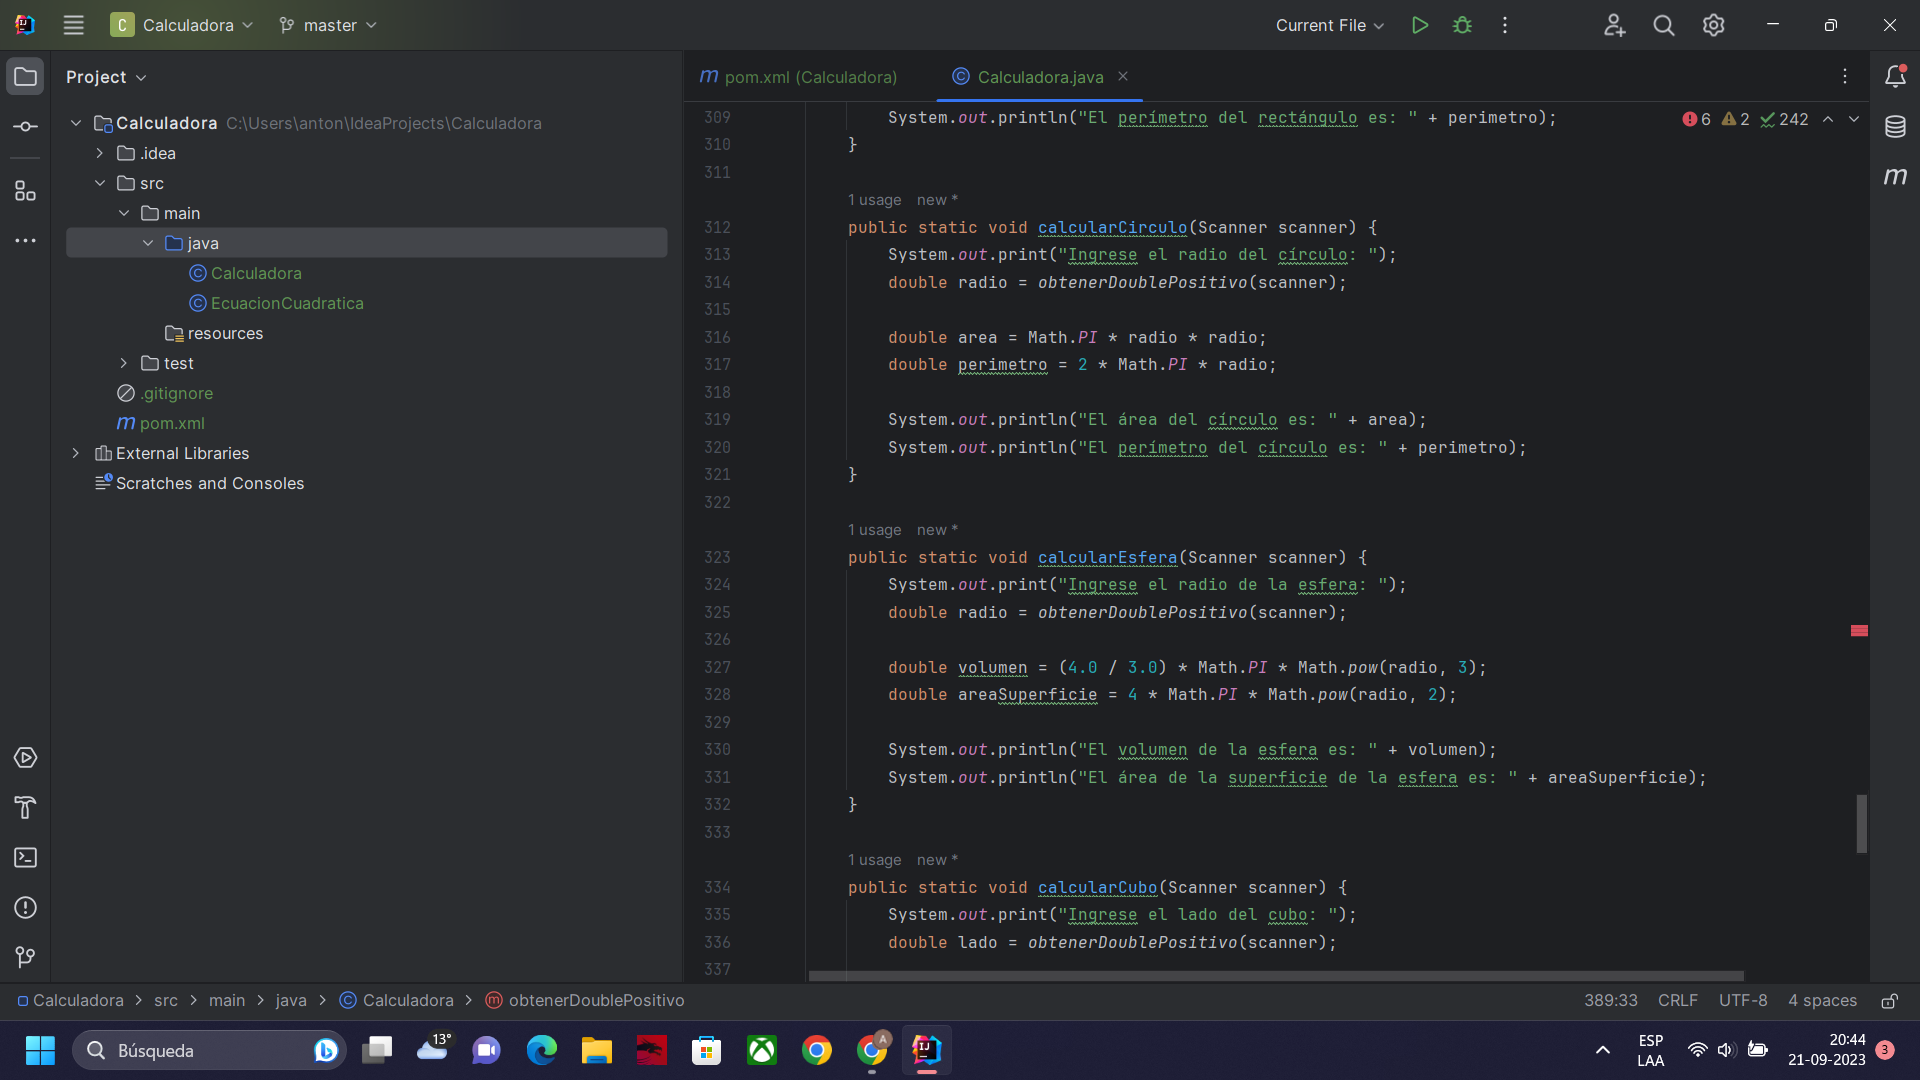 Calculadora
master
Current File
Project
pom.xml (Calculadora)
Calculadora.java
Calculadora C:\Users\anton\IdeaProjects\Calculadora
.idea
src
main
java
Calculadora
EcuacionCuadratica
resources
test
.gitignore
pom.xml
External Libraries
Scratches and Consoles
6 2 242
309 System.out.println("El perímetro del rectángulo es: " + perimetro);
310 }
311
1 usage new *
312 public static void calcularCirculo(Scanner scanner) {
313 System.out.print("Ingrese el radio del círculo: ");
314 double radio = obtenerDoublePositivo(scanner);
315
316 double area = Math.PI * radio * radio;
317 double perimetro = 2 * Math.PI * radio;
318
319 System.out.println("El área del círculo es: " + area);
320 System.out.println("El perímetro del círculo es: " + perimetro);
321 }
322
1 usage new *
323 public static void calcularEsfera(Scanner scanner) {
324 System.out.print("Ingrese el radio de la esfera: ");
325 double radio = obtenerDoublePositivo(scanner);
326
327 double volumen = (4.0 / 3.0) * Math.PI * Math.pow(radio, 3);
328 double areaSuperficie = 4 * Math.PI * Math.pow(radio, 2);
329
330 System.out.println("El volumen de la esfera es: " + volumen);
331 System.out.println("El área de la superficie de la esfera es: " + areaSuperficie);
332 }
333
1 usage new *
334 public static void calcularCubo(Scanner scanner) {
335 System.out.print("Ingrese el lado del cubo: ");
336 double lado = obtenerDoublePositivo(scanner);
337
Calculadora src main java Calculadora obtenerDoublePositivo
389:33 CRLF UTF-8 4 spaces
Búsqueda
13°
ESP
LAA
20:44
21-09-2023
3